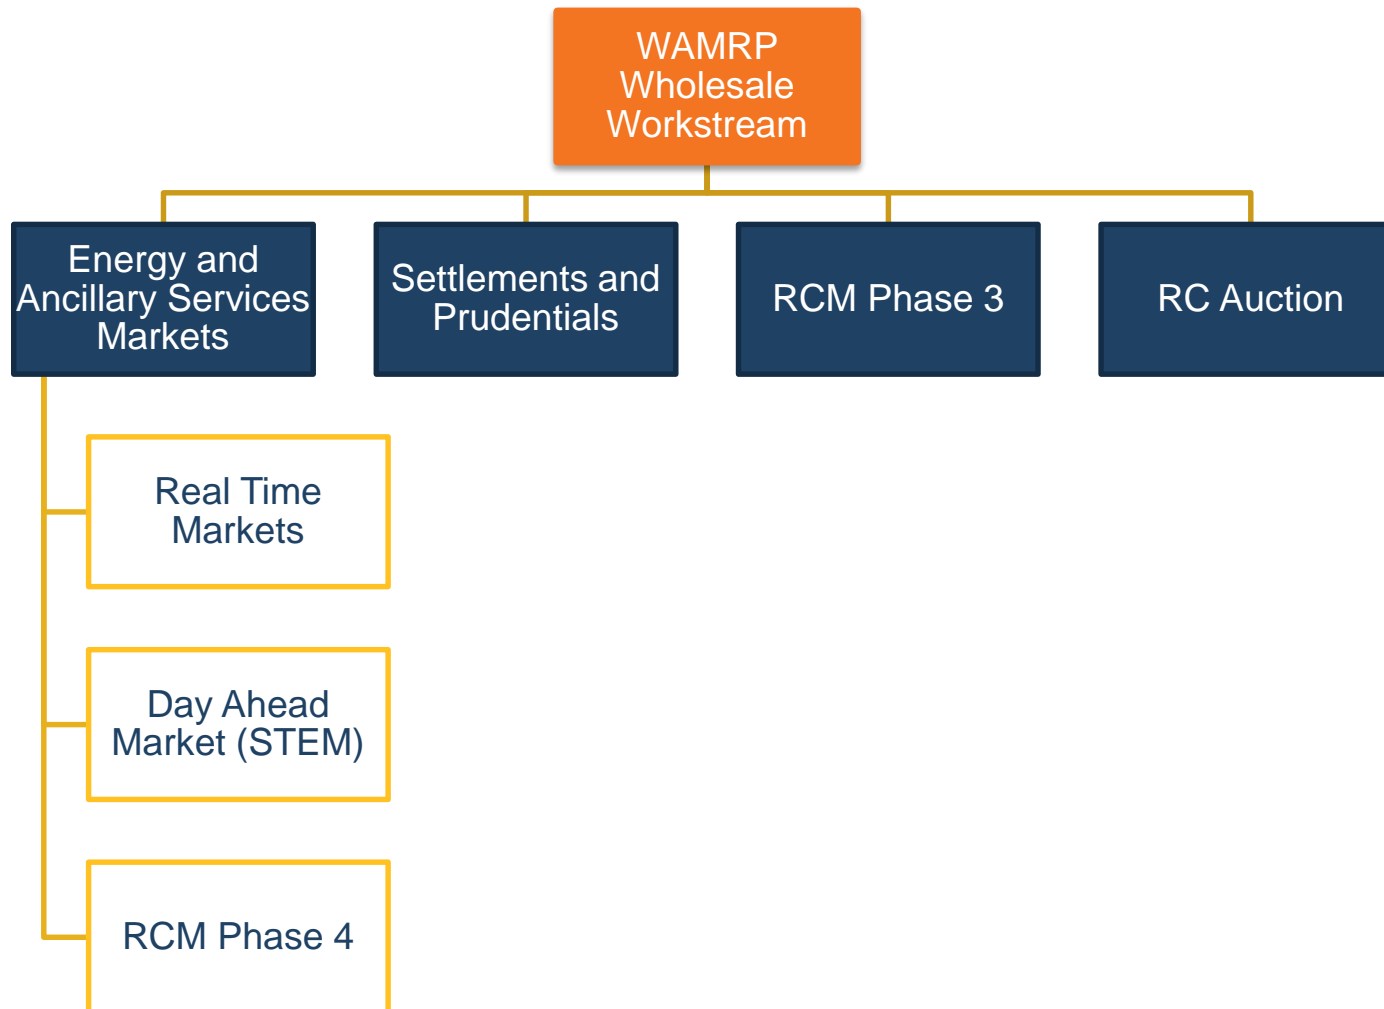 WAMRP
Wholesale
Workstream
Energy and
Ancillary Services
Markets
Settlements and
Prudentials
RCM Phase 3
RC Auction
Real Time
Markets
Day Ahead
Market (STEM)
RCM Phase 4